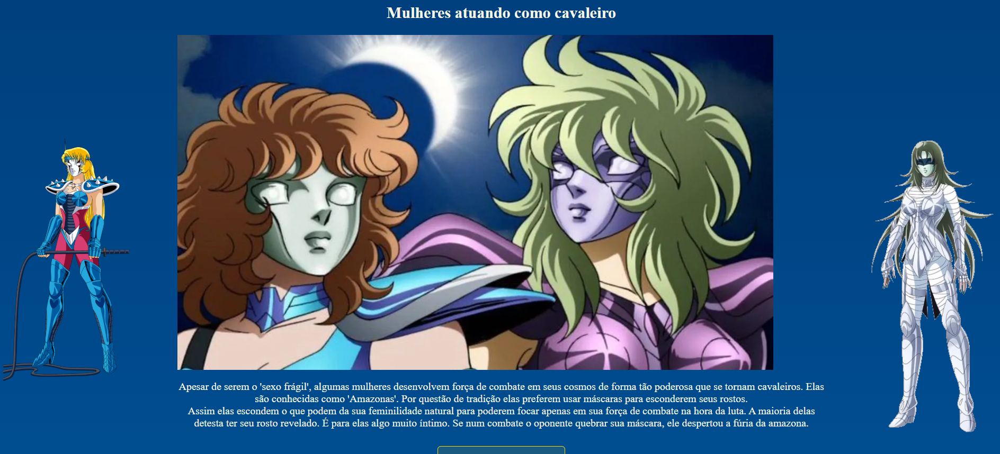 Mulheres atuando como cavaleiro
Apesar de serem o 'sexo frágil', algumas mulheres desenvolvem força de combate em seus cosmos de forma tão poderosa que se tornam cavaleiros. Elas
são conhecidas como 'Amazonas'. Por questão de tradição elas preferem usar máscaras para esconderem seus rostos.
Assim elas escondem o que podem da sua feminilidade natural para poderem focar apenas em sua força de combate na hora da luta. A maioria delas
detesta ter seu rosto revelado. É para elas algo muito íntimo. Se num combate o oponente quebrar sua máscara, ele despertou a fúria da amazona.